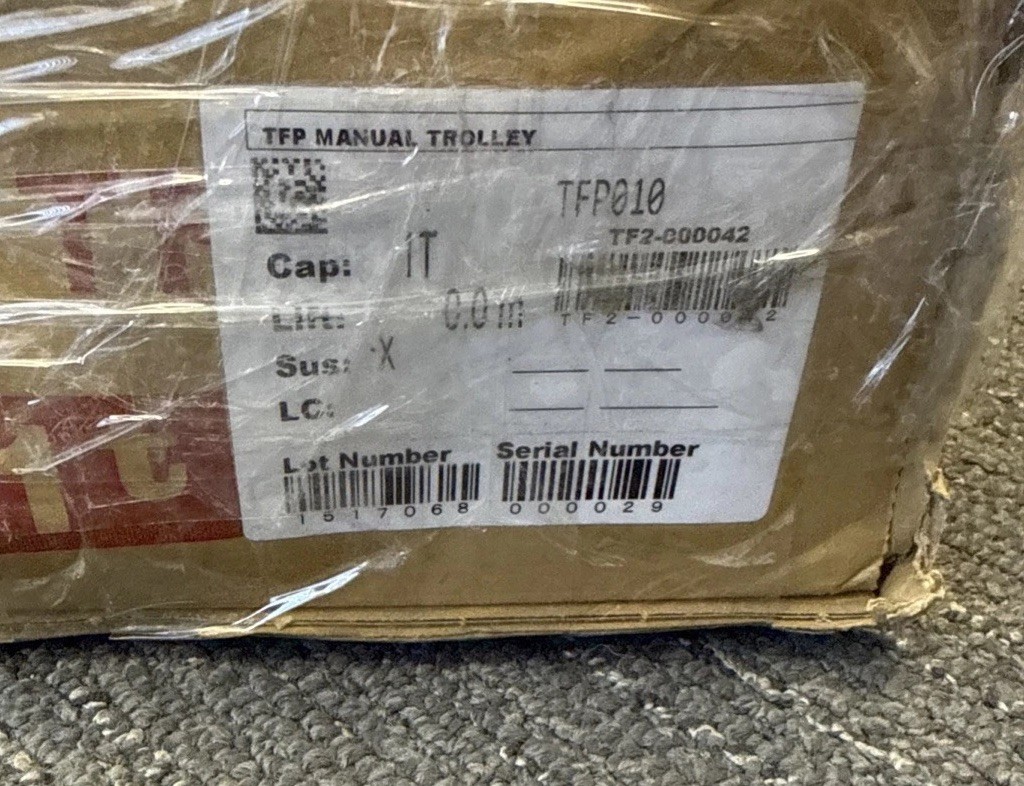 TFP MANUAL TROLLEY
TFP010
TF2-000042
Cap: 1T
Lift: 0.0 m
Sus: X
LC:
Lot Number Serial Number
1517068 000029